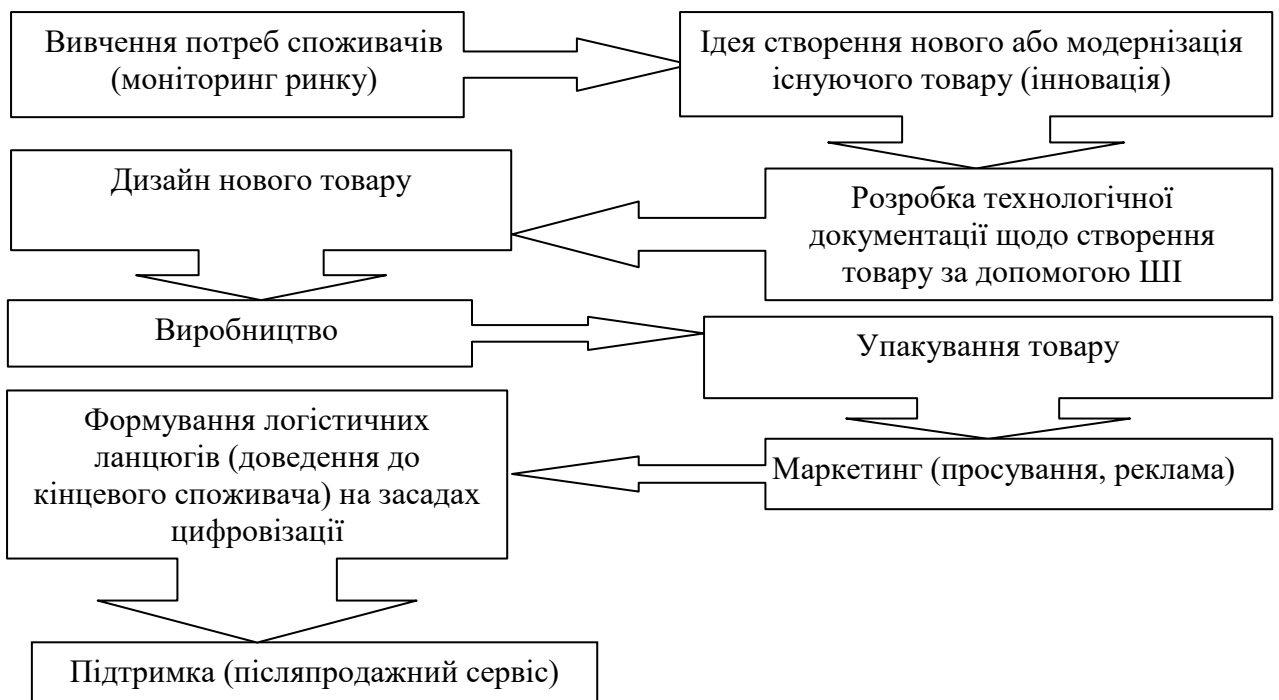 Вивчення потреб споживачів
(моніторинг ринку)
Ідея створення нового або модернізація
існуючого товару (інновація)
Розробка технологічної
документації щодо створення
товару за допомогою ШІ
Дизайн нового товару
Виробництво
Упакування товару
Маркетинг (просування, реклама)
Формування логістичних
ланцюгів (доведення до
кінцевого споживача) на засадах
цифровізації
Підтримка (післяпродажний сервіс)